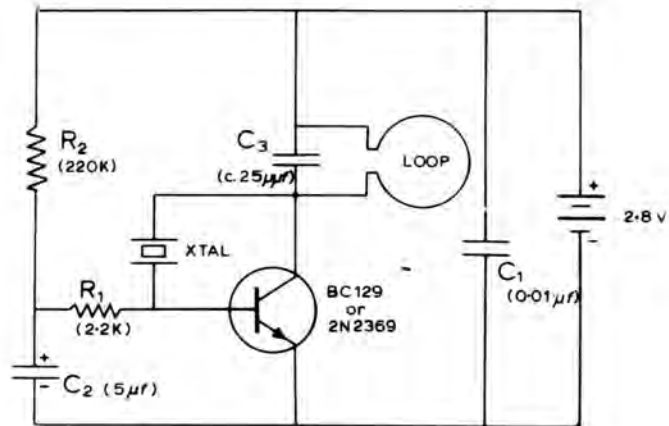 R2
(220K)
C3
(c.25µµf)
LOOP
+
-
2·8 v
XTAL
R1
(2·2K)
BC129
or
2N2369
C1
(0·01µf)
+
-
C2 (5µf)